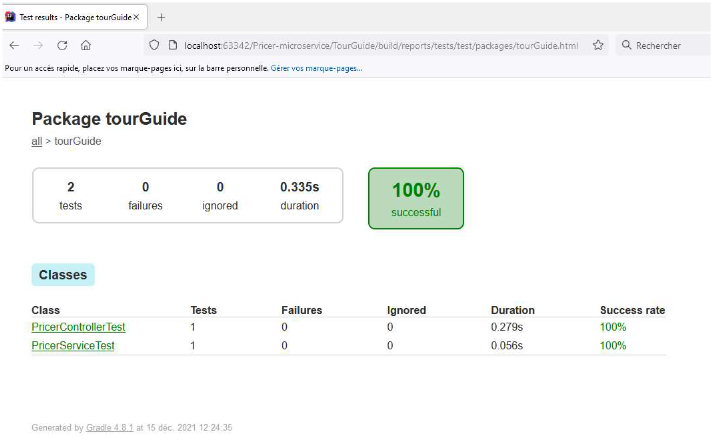 Test results - Package tourGuide
localhost:63342/Pricer-microservice/TourGuide/build/reports/tests/test/packages/tourGuide.html
Rechercher
Pour un accès rapide, placez vos marque-pages ici, sur la barre personnelle. Gérer vos marque-pages...
Package tourGuide
all > tourGuide
2 0 0 0.335s
tests failures ignored duration
100%
successful
Classes
Class Tests Failures Ignored Duration Success rate
PricerControllerTest 1 0 0 0.279s 100%
PricerServiceTest 1 0 0 0.056s 100%
Generated by Gradle 4.8.1 at 15 déc. 2021 12:24:35